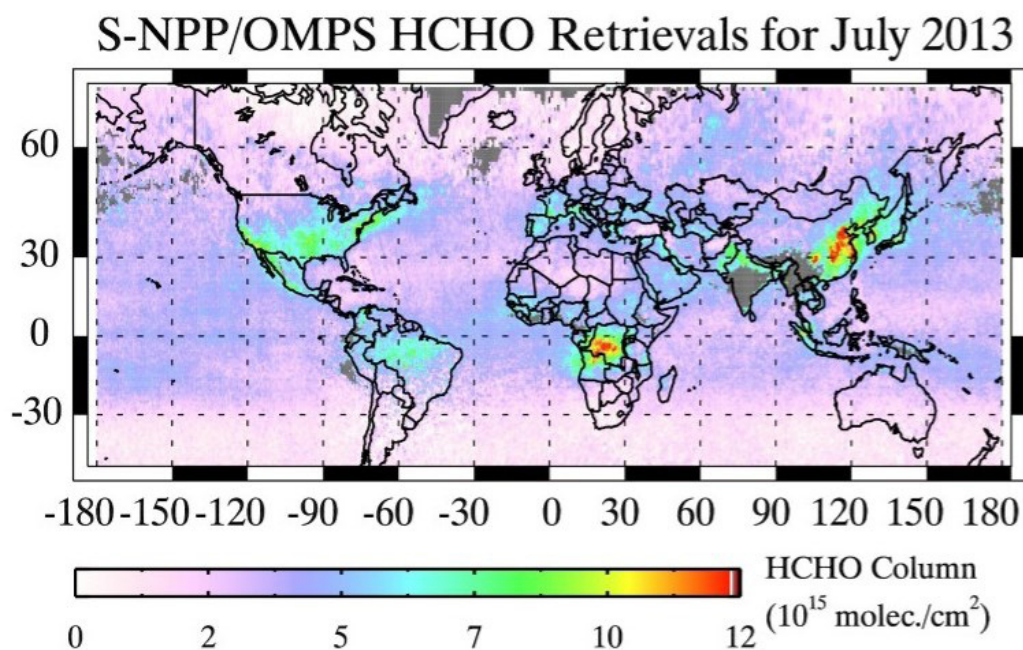 S-NPP/OMPS HCHO Retrievals for July 2013
60
30
0
-30
-180 -150 -120 -90 -60 -30 0 30 60 90 120 150 180
HCHO Column
(10¹⁵ molec./cm²)
0 2 5 7 10 12